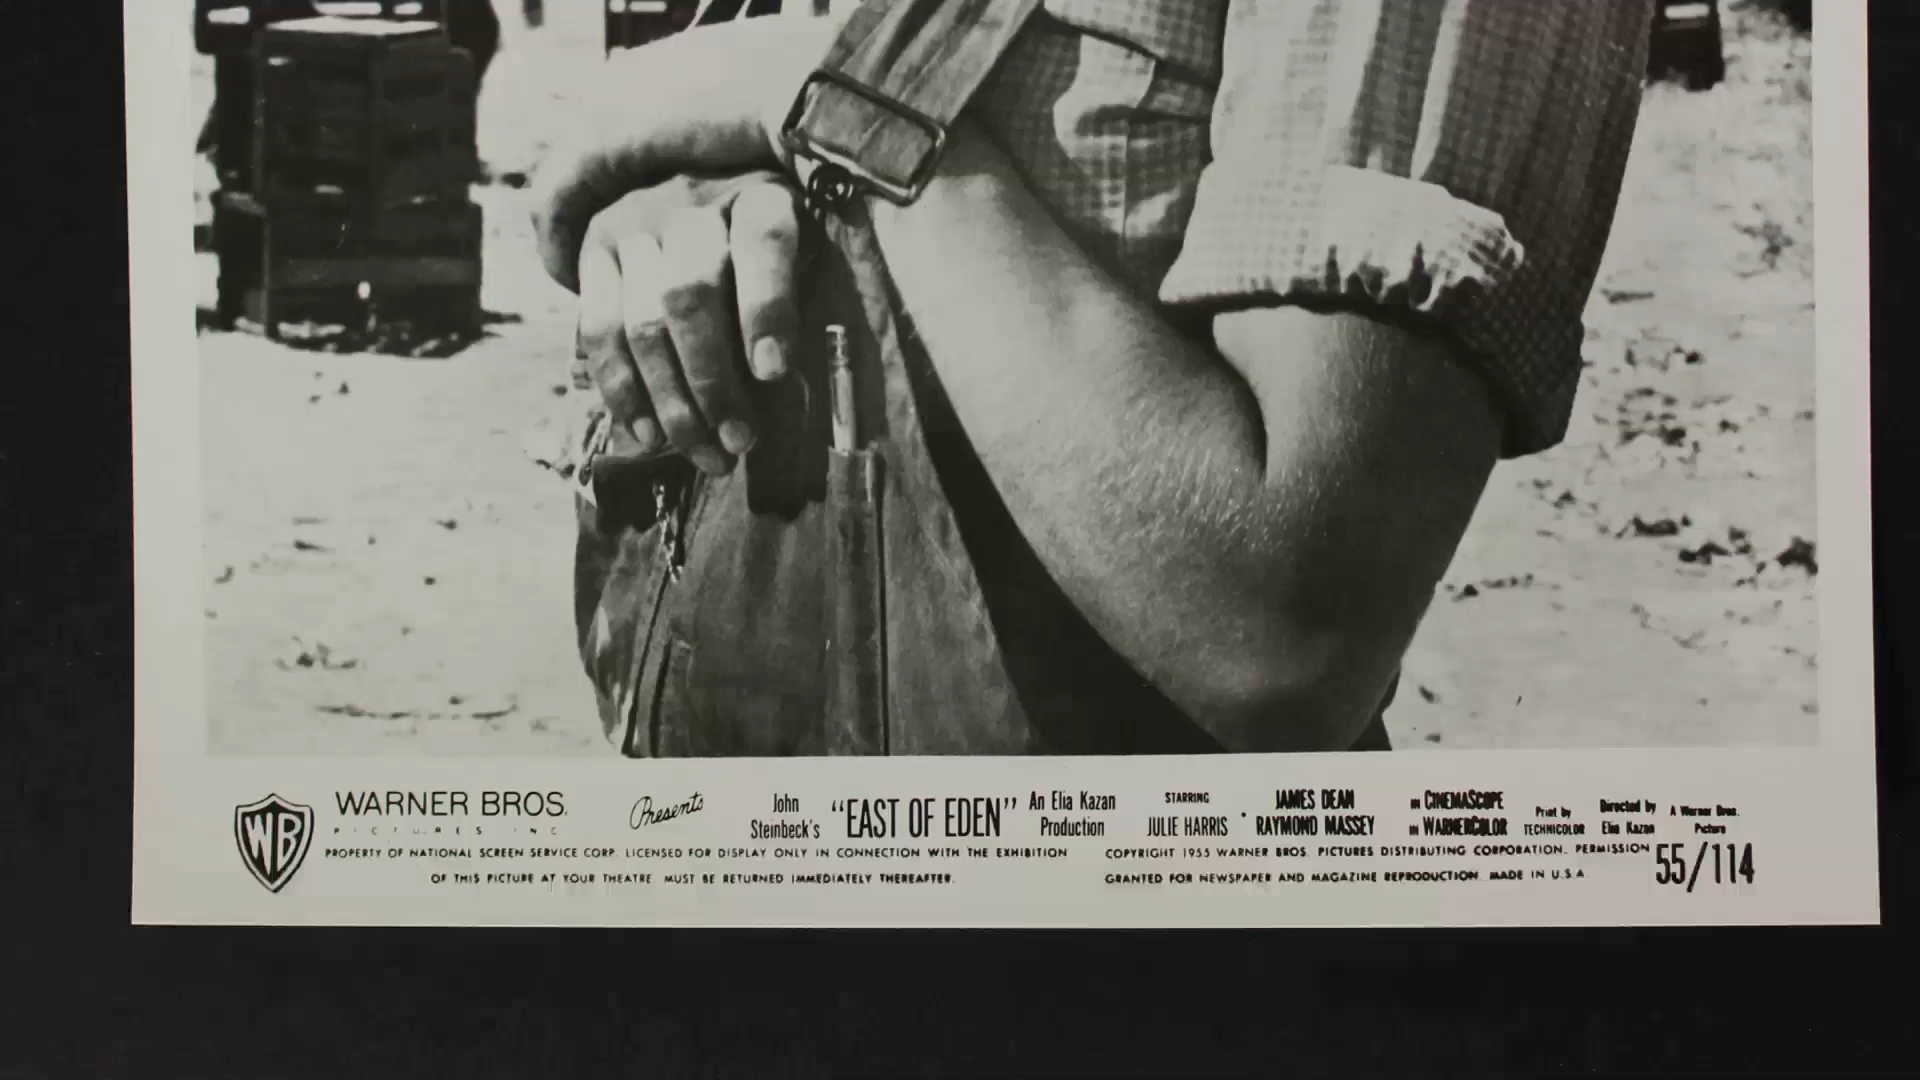 WB WARNER BROS.
PICTURES INC
Presents
John
Steinbeck's
“EAST OF EDEN”
An Elia Kazan
Production
STARRING
JULIE HARRIS · JAMES DEAN
RAYMOND MASSEY
IN CINEMASCOPE
IN WARNERCOLOR
Print by
TECHNICOLOR
Directed by
Elia Kazan
A Warner Bros.
Picture
PROPERTY OF NATIONAL SCREEN SERVICE CORP. LICENSED FOR DISPLAY ONLY IN CONNECTION WITH THE EXHIBITION
OF THIS PICTURE AT YOUR THEATRE. MUST BE RETURNED IMMEDIATELY THEREAFTER.
COPYRIGHT 1955 WARNER BROS. PICTURES DISTRIBUTING CORPORATION. PERMISSION
GRANTED FOR NEWSPAPER AND MAGAZINE REPRODUCTION. MADE IN U.S.A.
55/114